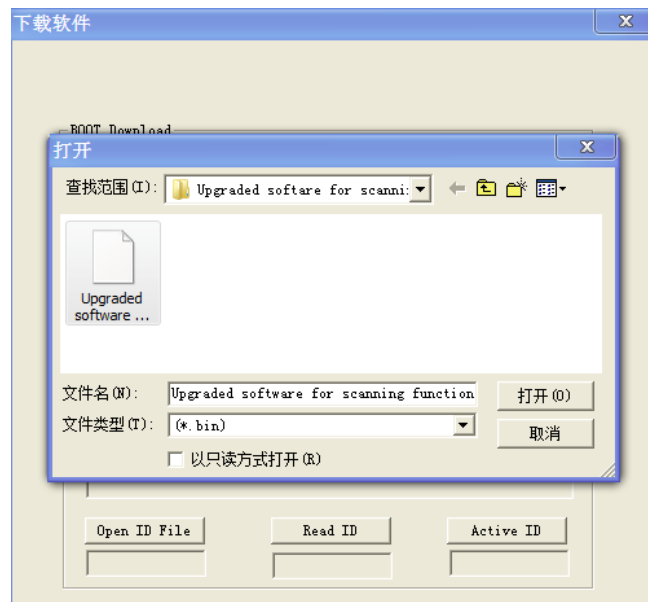 下载软件
X
BOOT Download
打开
X
查找范围(I):
Upgraded softare for scanni
Upgraded
software ...
文件名(N):
Upgraded software for scanning function
打开(O)
文件类型(T):
(*.bin)
取消
以只读方式打开(R)
Open ID File
Read ID
Active ID